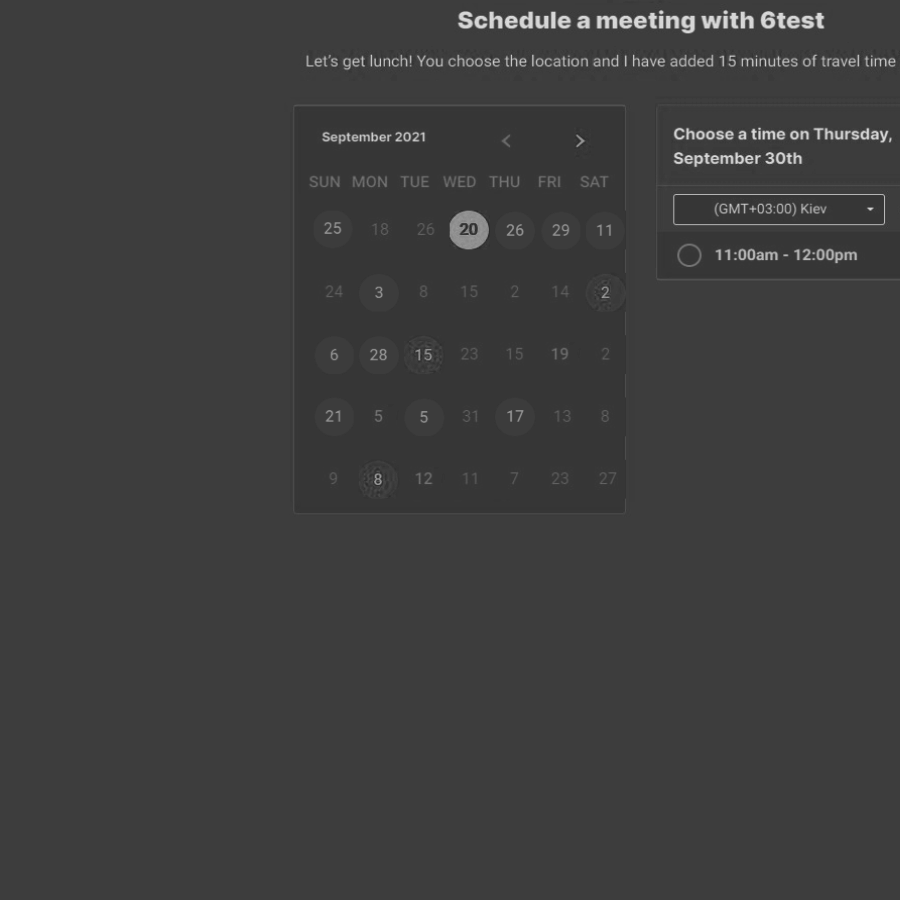 Schedule a meeting with 6test
Let's get lunch! You choose the location and I have added 15 minutes of travel time
September 2021
SUN MON TUE WED THU FRI SAT
25 18 26 20 26 29 11
24 3 8 15 2 14 2
6 28 15 23 15 19 2
21 5 5 31 17 13 8
9 8 12 11 7 23 27
Choose a time on Thursday,
September 30th
(GMT+03:00) Kiev
11:00am - 12:00pm